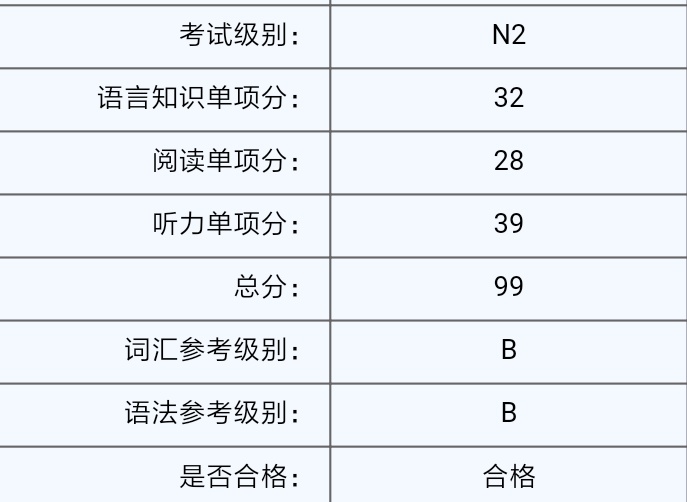 考试级别： N2
语言知识单项分： 32
阅读单项分： 28
听力单项分： 39
总分： 99
词汇参考级别： B
语法参考级别： B
是否合格： 合格